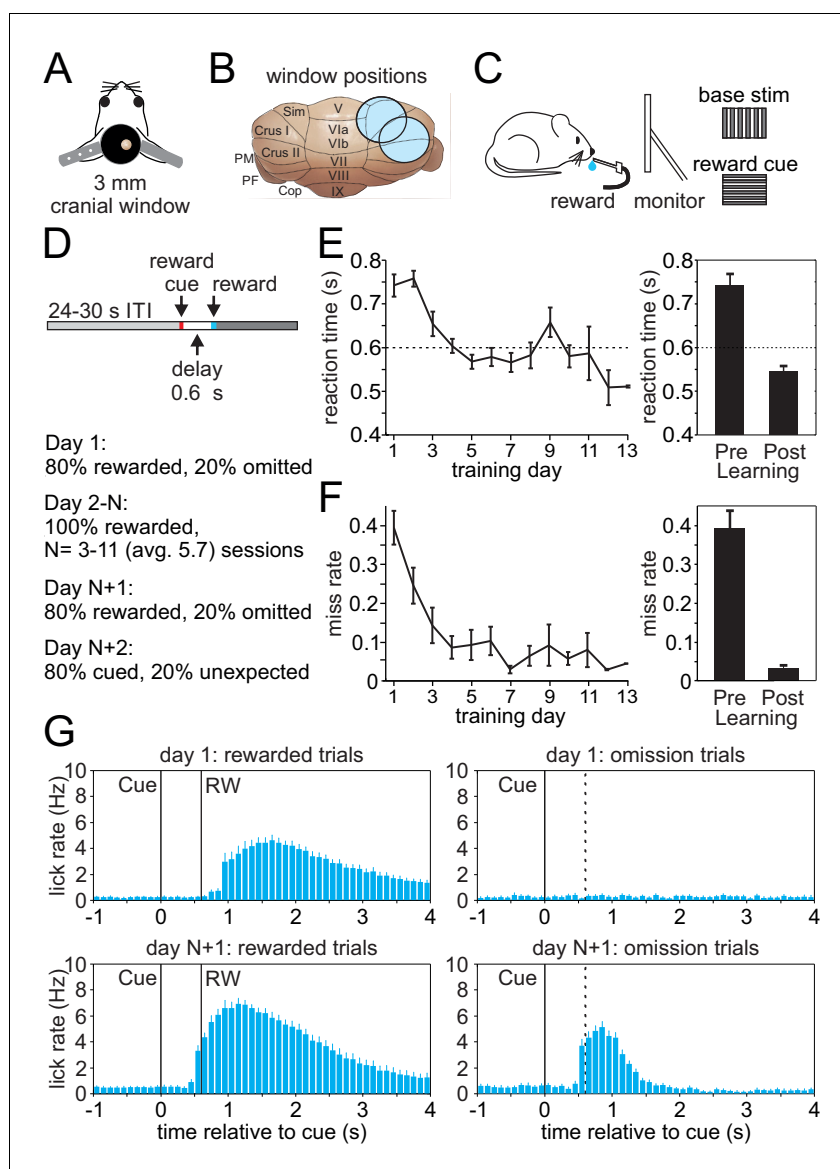 A
3 mm
cranial window
B
window positions
Sim
V
Crus I
VIa
VIb
Crus II
PM
VII
PF
VIII
Cop
IX
C
base stim
reward cue
reward
monitor
D
reward
cue
reward
24-30 s ITI
delay
0.6 s
Day 1:
80% rewarded, 20% omitted
Day 2-N:
100% rewarded,
N= 3-11 (avg. 5.7) sessions
Day N+1:
80% rewarded, 20% omitted
Day N+2:
80% cued, 20% unexpected
E
reaction time (s)
0.8
0.7
0.6
0.5
0.4
1 3 5 7 9 11 13
training day
reaction time (s)
0.8
0.7
0.6
0.5
0.4
Pre Post
Learning
F
miss rate
0.4
0.3
0.2
0.1
0
1 3 5 7 9 11 13
training day
miss rate
0.4
0.3
0.2
0.1
0
Pre Post
Learning
G
day 1: rewarded trials
lick rate (Hz)
10
8
6
4
2
0
Cue RW
-1 0 1 2 3 4
day 1: omission trials
10
8
6
4
2
0
Cue
-1 0 1 2 3 4
day N+1: rewarded trials
lick rate (Hz)
10
8
6
4
2
0
Cue RW
-1 0 1 2 3 4
time relative to cue (s)
day N+1: omission trials
10
8
6
4
2
0
Cue
-1 0 1 2 3 4
time relative to cue (s)